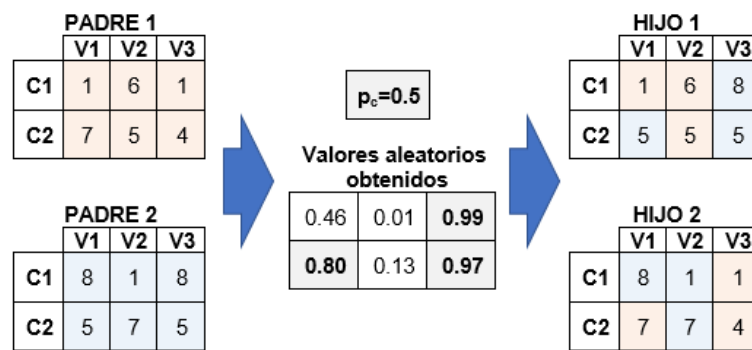 PADRE 1
V1 V2 V3
C1 1 6 1
C2 7 5 4
PADRE 2
V1 V2 V3
C1 8 1 8
C2 5 7 5
pc=0.5
Valores aleatorios
obtenidos
0.46 0.01 0.99
0.80 0.13 0.97
HIJO 1
V1 V2 V3
C1 1 6 8
C2 5 5 5
HIJO 2
V1 V2 V3
C1 8 1 1
C2 7 7 4